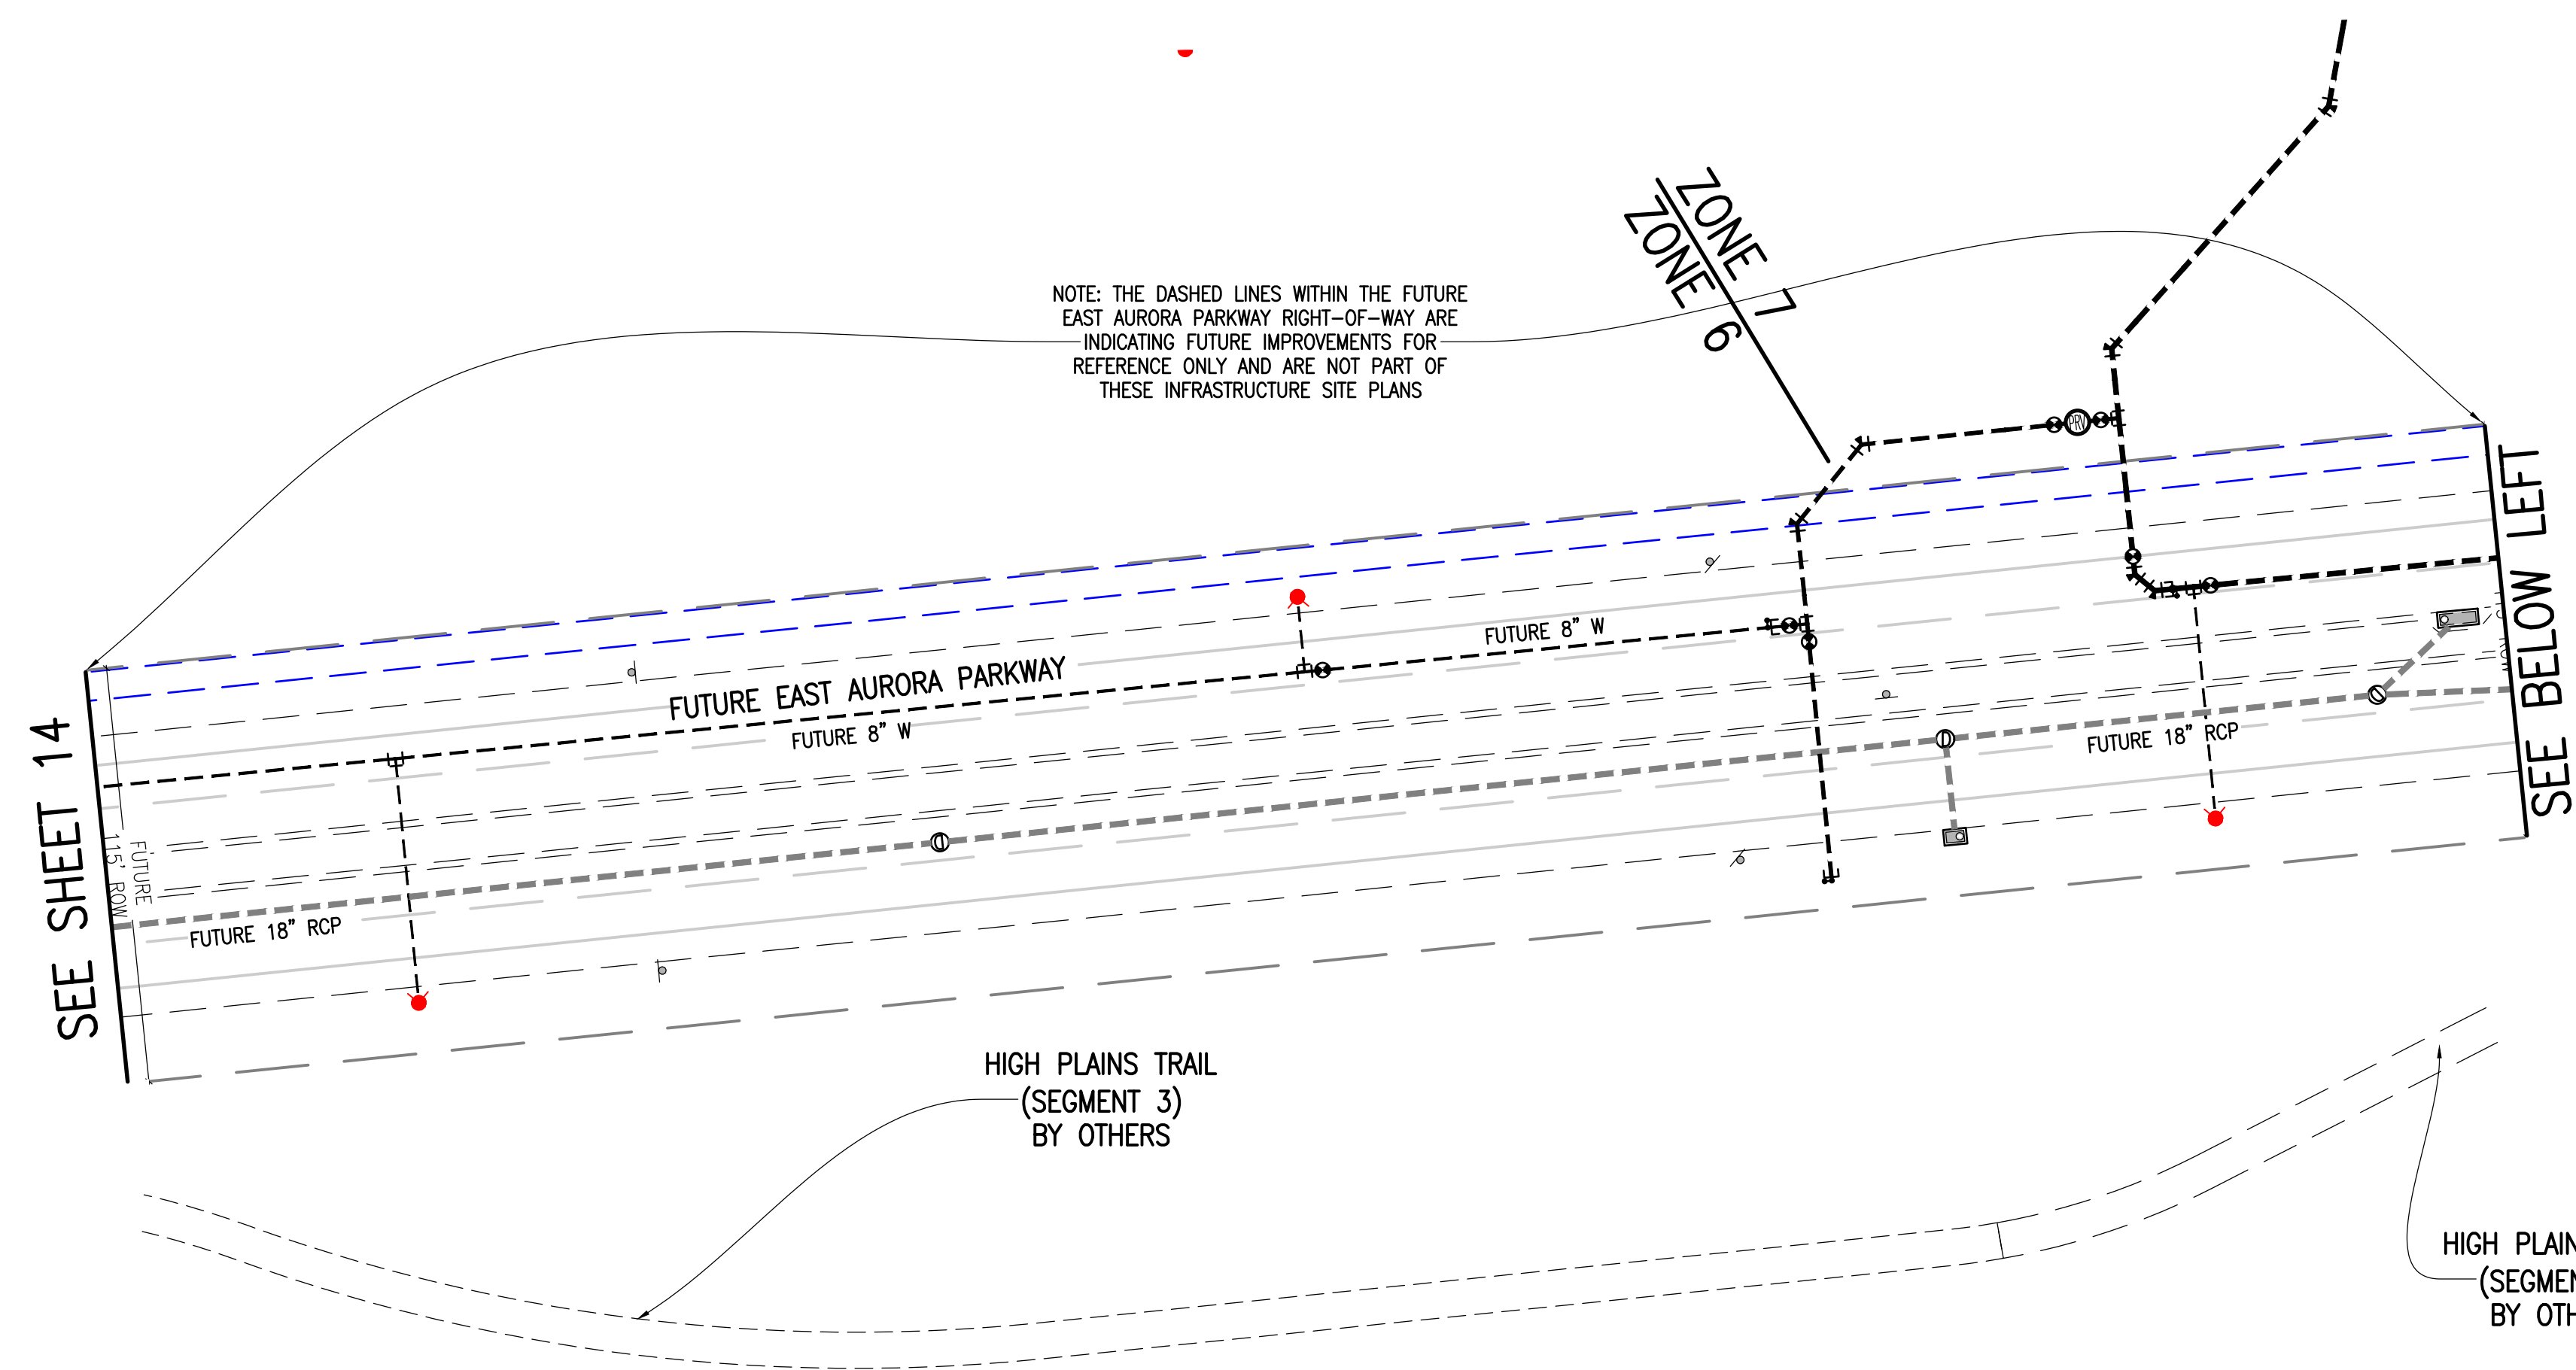 ZONE 7
ZONE 6
NOTE: THE DASHED LINES WITHIN THE FUTURE
EAST AURORA PARKWAY RIGHT-OF-WAY ARE
INDICATING FUTURE IMPROVEMENTS FOR
REFERENCE ONLY AND ARE NOT PART OF
THESE INFRASTRUCTURE SITE PLANS
PRV
SEE BELOW LEFT
FUTURE 8" W
FUTURE EAST AURORA PARKWAY
FUTURE 8" W
SEE SHEET 14
FUTURE
115' ROW
FUTURE 18" RCP
FUTURE 18" RCP
HIGH PLAINS TRAIL
(SEGMENT 3)
BY OTHERS
HIGH PLAIN
(SEGMEN
BY OTH